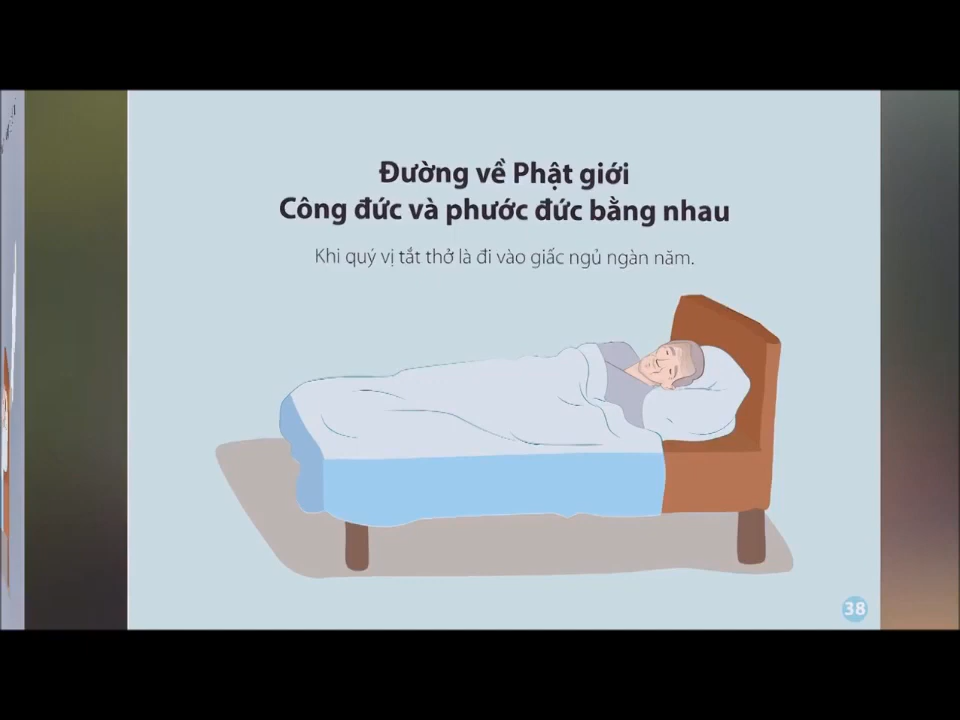 Đường về Phật giới
Công đức và phước đức bằng nhau
Khi quý vị tắt thở là đi vào giấc ngủ ngàn năm.
38